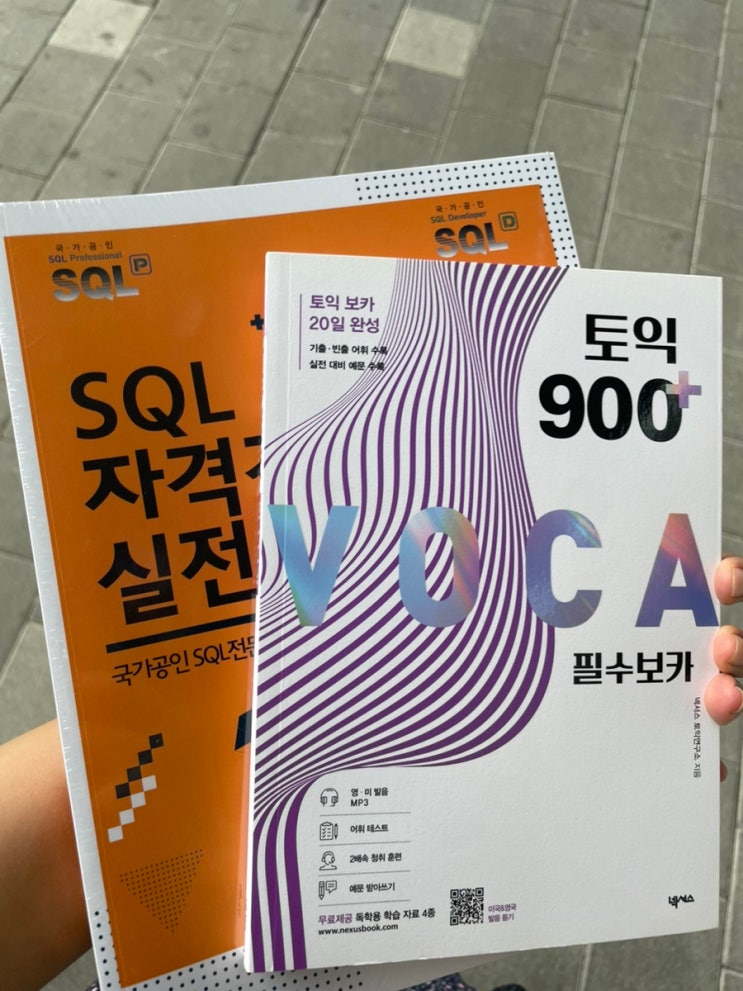 국·가·공·인
SQL Professional
SQL P
국·가·공·인
SQL Developer
SQL D
SQL
자격
실전
국가공인 SQL전문
토익 보카
20일 완성
기출·빈출 어휘 수록
실전 대비 예문 수록
토익
900+
VOCA
필수보카
넥서스 토익연구소 지음
영·미 발음
MP3
어휘 테스트
2배속 청취 훈련
예문 받아쓰기
무료제공 독학용 학습 자료 4종
www.nexusbook.com
미국&영국
발음 듣기
넥서스